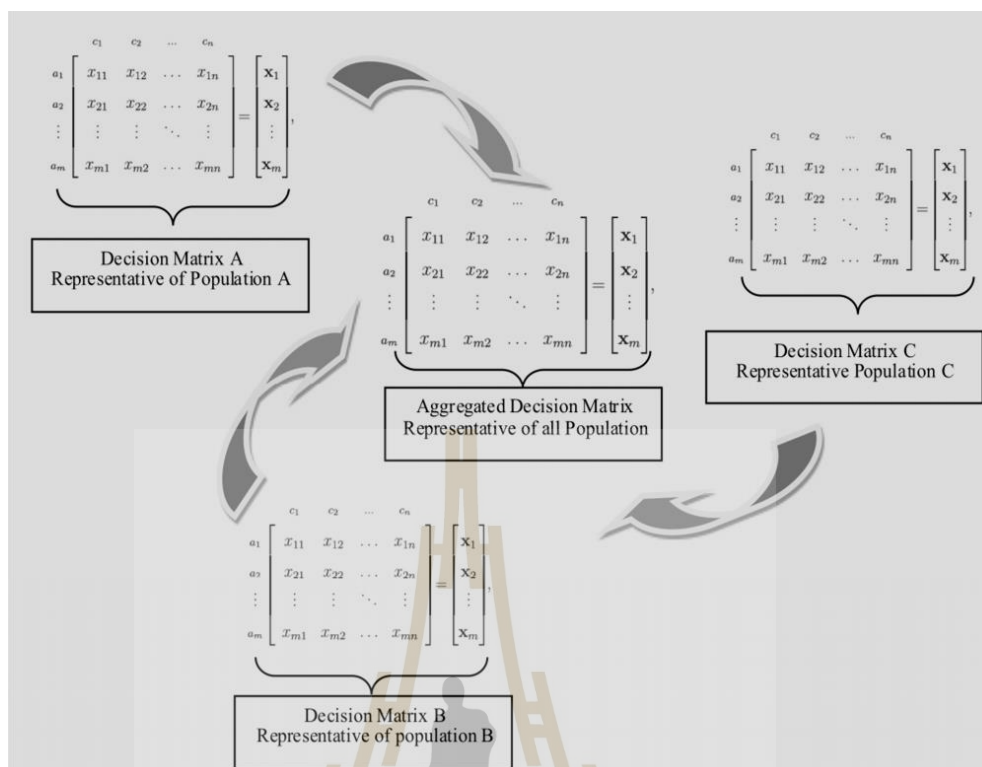 c₁ c₂ ... cₙ
a₁ [ x₁₁ x₁₂ … x₁ₙ ] [ 𝐱₁ ]
a₂ [ x₂₁ x₂₂ … x₂ₙ ] = [ 𝐱₂ ],
⋮ [ ⋮ ⋮ ⋱ ⋮ ] [ ⋮ ]
aₘ [ xₘ₁ xₘ₂ … xₘₙ ] [ 𝐱ₘ ]
Decision Matrix A
Representative of Population A
c₁ c₂ ... cₙ
a₁ [ x₁₁ x₁₂ … x₁ₙ ] [ 𝐱₁ ]
a₂ [ x₂₁ x₂₂ … x₂ₙ ] = [ 𝐱₂ ],
⋮ [ ⋮ ⋮ ⋱ ⋮ ] [ ⋮ ]
aₘ [ xₘ₁ xₘ₂ … xₘₙ ] [ 𝐱ₘ ]
Decision Matrix C
Representative Population C
c₁ c₂ ... cₙ
a₁ [ x₁₁ x₁₂ … x₁ₙ ] [ 𝐱₁ ]
a₂ [ x₂₁ x₂₂ … x₂ₙ ] = [ 𝐱₂ ],
⋮ [ ⋮ ⋮ ⋱ ⋮ ] [ ⋮ ]
aₘ [ xₘ₁ xₘ₂ … xₘₙ ] [ 𝐱ₘ ]
Aggregated Decision Matrix
Representative of all Population
c₁ c₂ ... cₙ
a₁ [ x₁₁ x₁₂ … x₁ₙ ] [ 𝐱₁ ]
a₂ [ x₂₁ x₂₂ … x₂ₙ ] = [ 𝐱₂ ],
⋮ [ ⋮ ⋮ ⋱ ⋮ ] [ ⋮ ]
aₘ [ xₘ₁ xₘ₂ … xₘₙ ] [ 𝐱ₘ ]
Decision Matrix B
Representative of population B